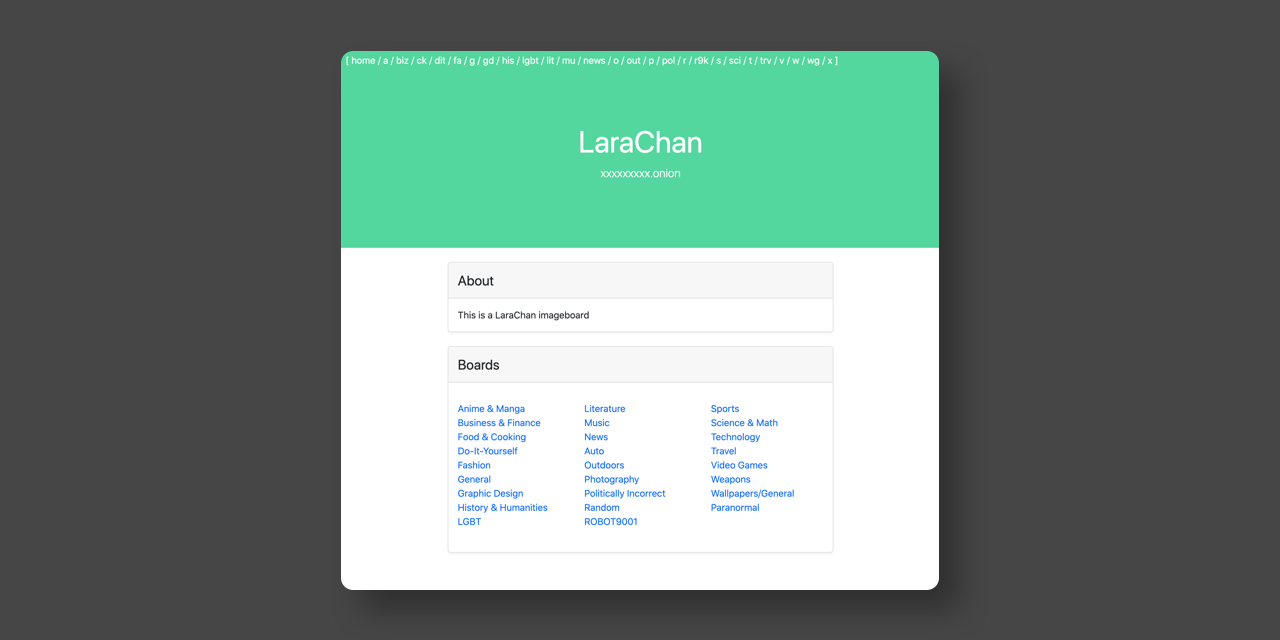 [ home / a / biz / ck / dit / fa / g / gd / his / lgbt / lit / mu / news / o / out / p / pol / r / r9k / s / sci / t / trv / v / w / wg / x ]
LaraChan
xxxxxxxxx.onion
About
This is a LaraChan imageboard
Boards
Anime & Manga
Business & Finance
Food & Cooking
Do-It-Yourself
Fashion
General
Graphic Design
History & Humanities
LGBT
Literature
Music
News
Auto
Outdoors
Photography
Politically Incorrect
Random
ROBOT9001
Sports
Science & Math
Technology
Travel
Video Games
Weapons
Wallpapers/General
Paranormal